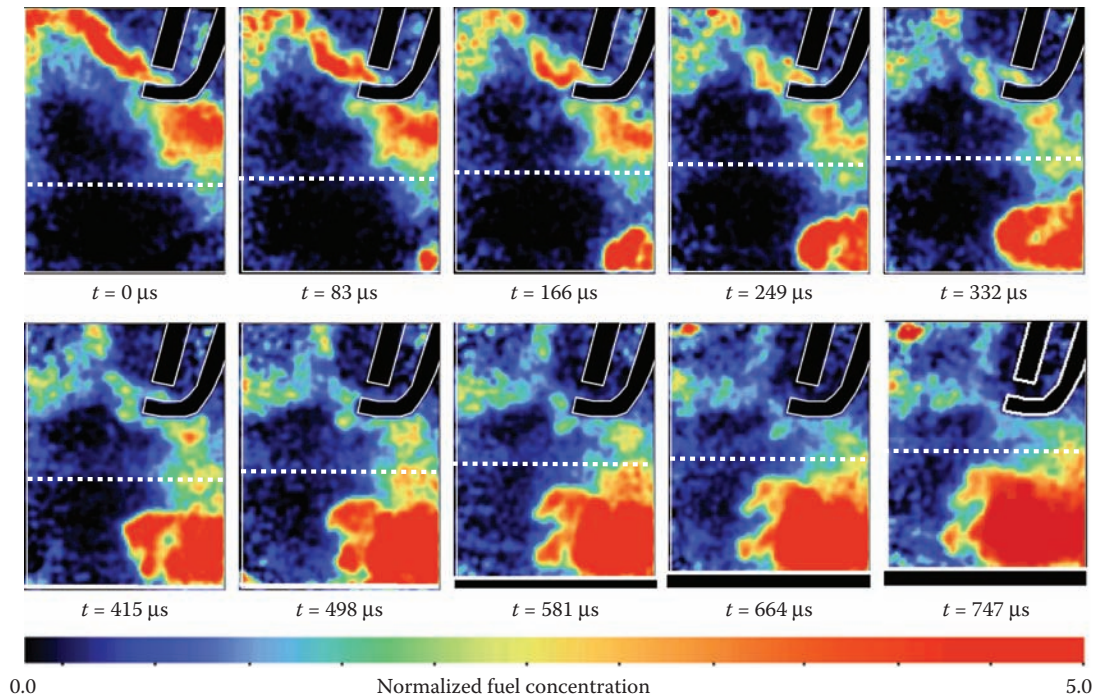 t = 0 μs
t = 83 μs
t = 166 μs
t = 249 μs
t = 332 μs
t = 415 μs
t = 498 μs
t = 581 μs
t = 664 μs
t = 747 μs
0.0
Normalized fuel concentration
5.0